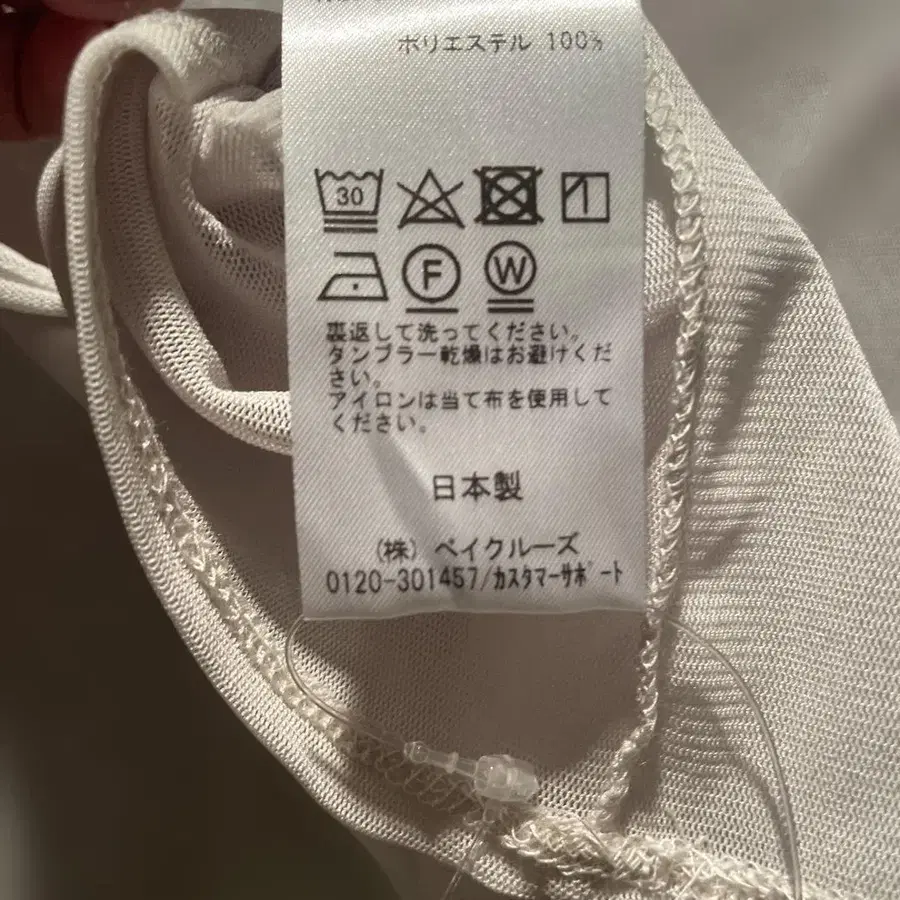 ポリエステル 100%
30
F W
裏返して洗ってください。
タンブラー乾燥はお避けくだ
さい。
アイロンは当て布を使用して
ください。
日本製
(株) ベイクルーズ
0120-301457/カスタマーサポート